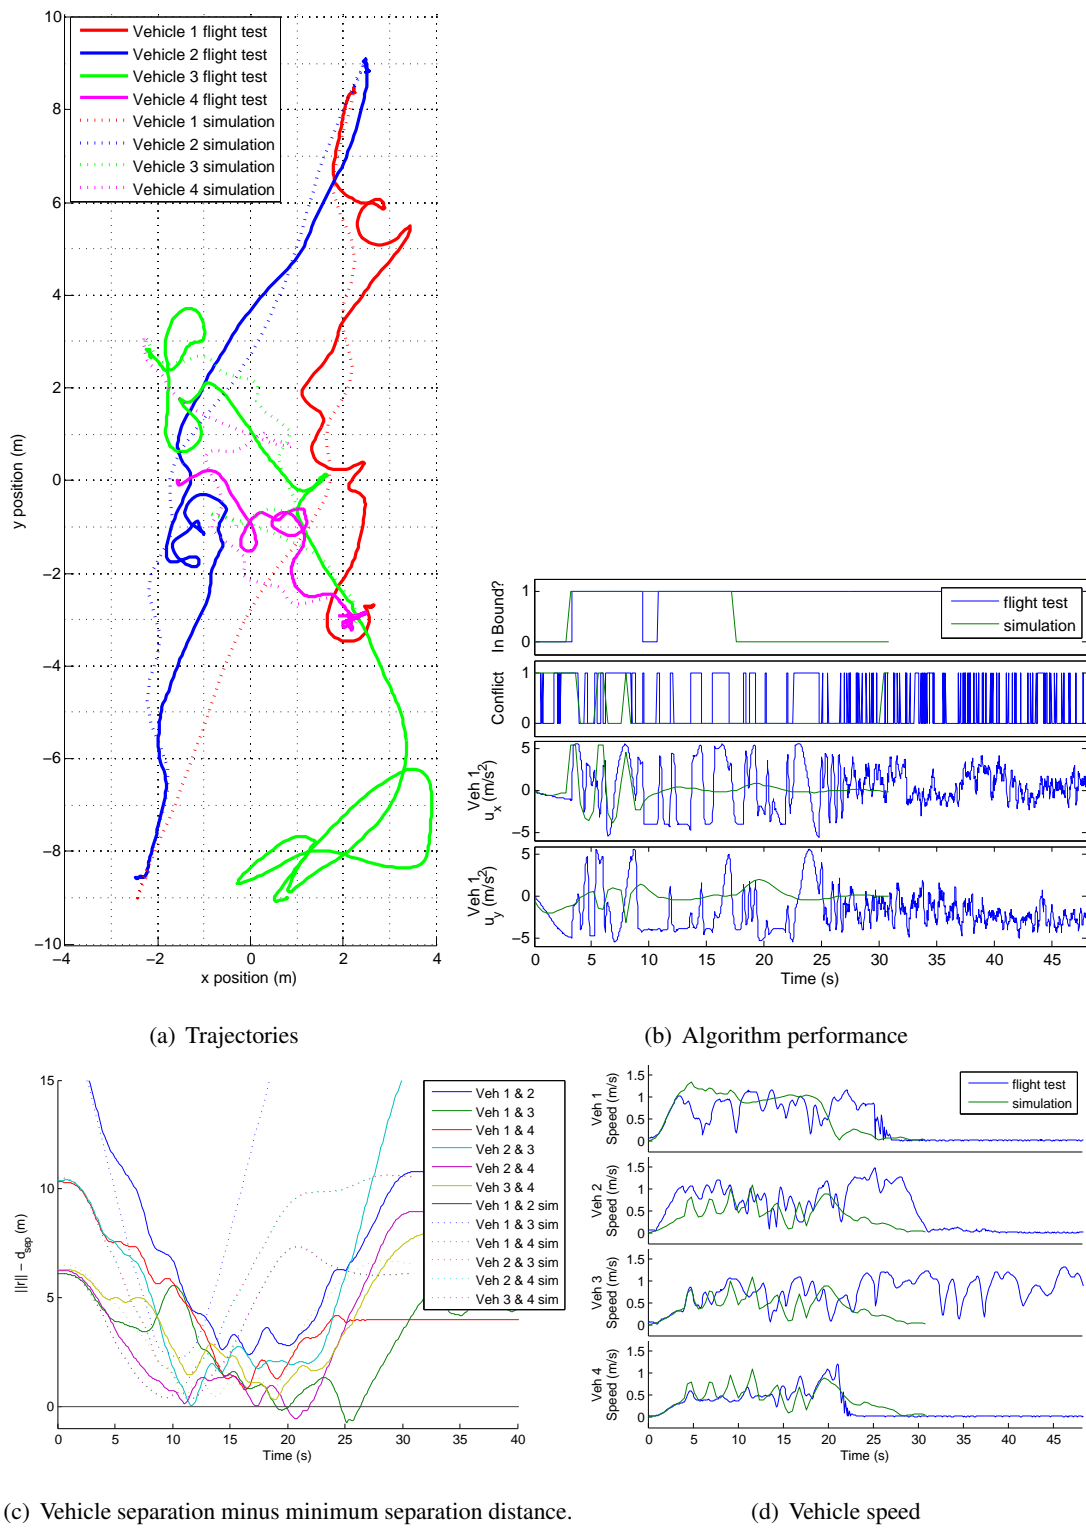 10
8
6
4
2
0
−2
−4
−6
−8
−10
y position (m)
−4
−2
0
2
4
x position (m)
Vehicle 1 flight test
Vehicle 2 flight test
Vehicle 3 flight test
Vehicle 4 flight test
Vehicle 1 simulation
Vehicle 2 simulation
Vehicle 3 simulation
Vehicle 4 simulation
(a) Trajectories
In Bound?
1
0
flight test
simulation
Conflict
1
0
Veh 1
u_x (m/s²)
5
0
−5
Veh 1
u_y (m/s²)
5
0
−5
0 5 10 15 20 25 30 35 40 45
Time (s)
(b) Algorithm performance
15
10
5
0
||r|| − d_sep (m)
0 5 10 15 20 25 30 35 40
Time (s)
Veh 1 & 2
Veh 1 & 3
Veh 1 & 4
Veh 2 & 3
Veh 2 & 4
Veh 3 & 4
Veh 1 & 2 sim
Veh 1 & 3 sim
Veh 1 & 4 sim
Veh 2 & 3 sim
Veh 2 & 4 sim
Veh 3 & 4 sim
(c) Vehicle separation minus minimum separation distance.
Veh 1
Speed (m/s)
1.5
1
0.5
0
flight test
simulation
Veh 2
Speed (m/s)
1.5
1
0.5
0
Veh 3
Speed (m/s)
1.5
1
0.5
0
Veh 4
Speed (m/s)
1.5
1
0.5
0
0 5 10 15 20 25 30 35 40 45
Time (s)
(d) Vehicle speed